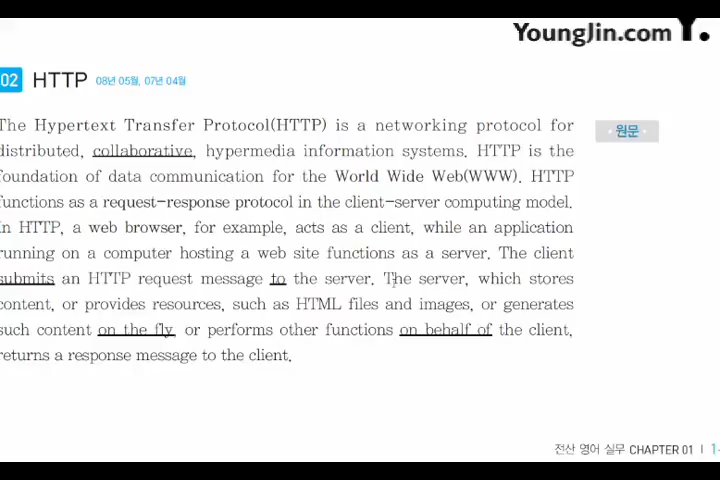 YoungJin.com Y.
02 HTTP 08년 05월, 07년 04월
The Hypertext Transfer Protocol(HTTP) is a networking protocol for
원문
distributed, collaborative, hypermedia information systems. HTTP is the
foundation of data communication for the World Wide Web(WWW). HTTP
functions as a request-response protocol in the client-server computing model.
In HTTP, a web browser, for example, acts as a client, while an application
running on a computer hosting a web site functions as a server. The client
submits an HTTP request message to the server. The server, which stores
content, or provides resources, such as HTML files and images, or generates
such content on the fly, or performs other functions on behalf of the client,
returns a response message to the client.
전산 영어 실무 CHAPTER 01 | 1-